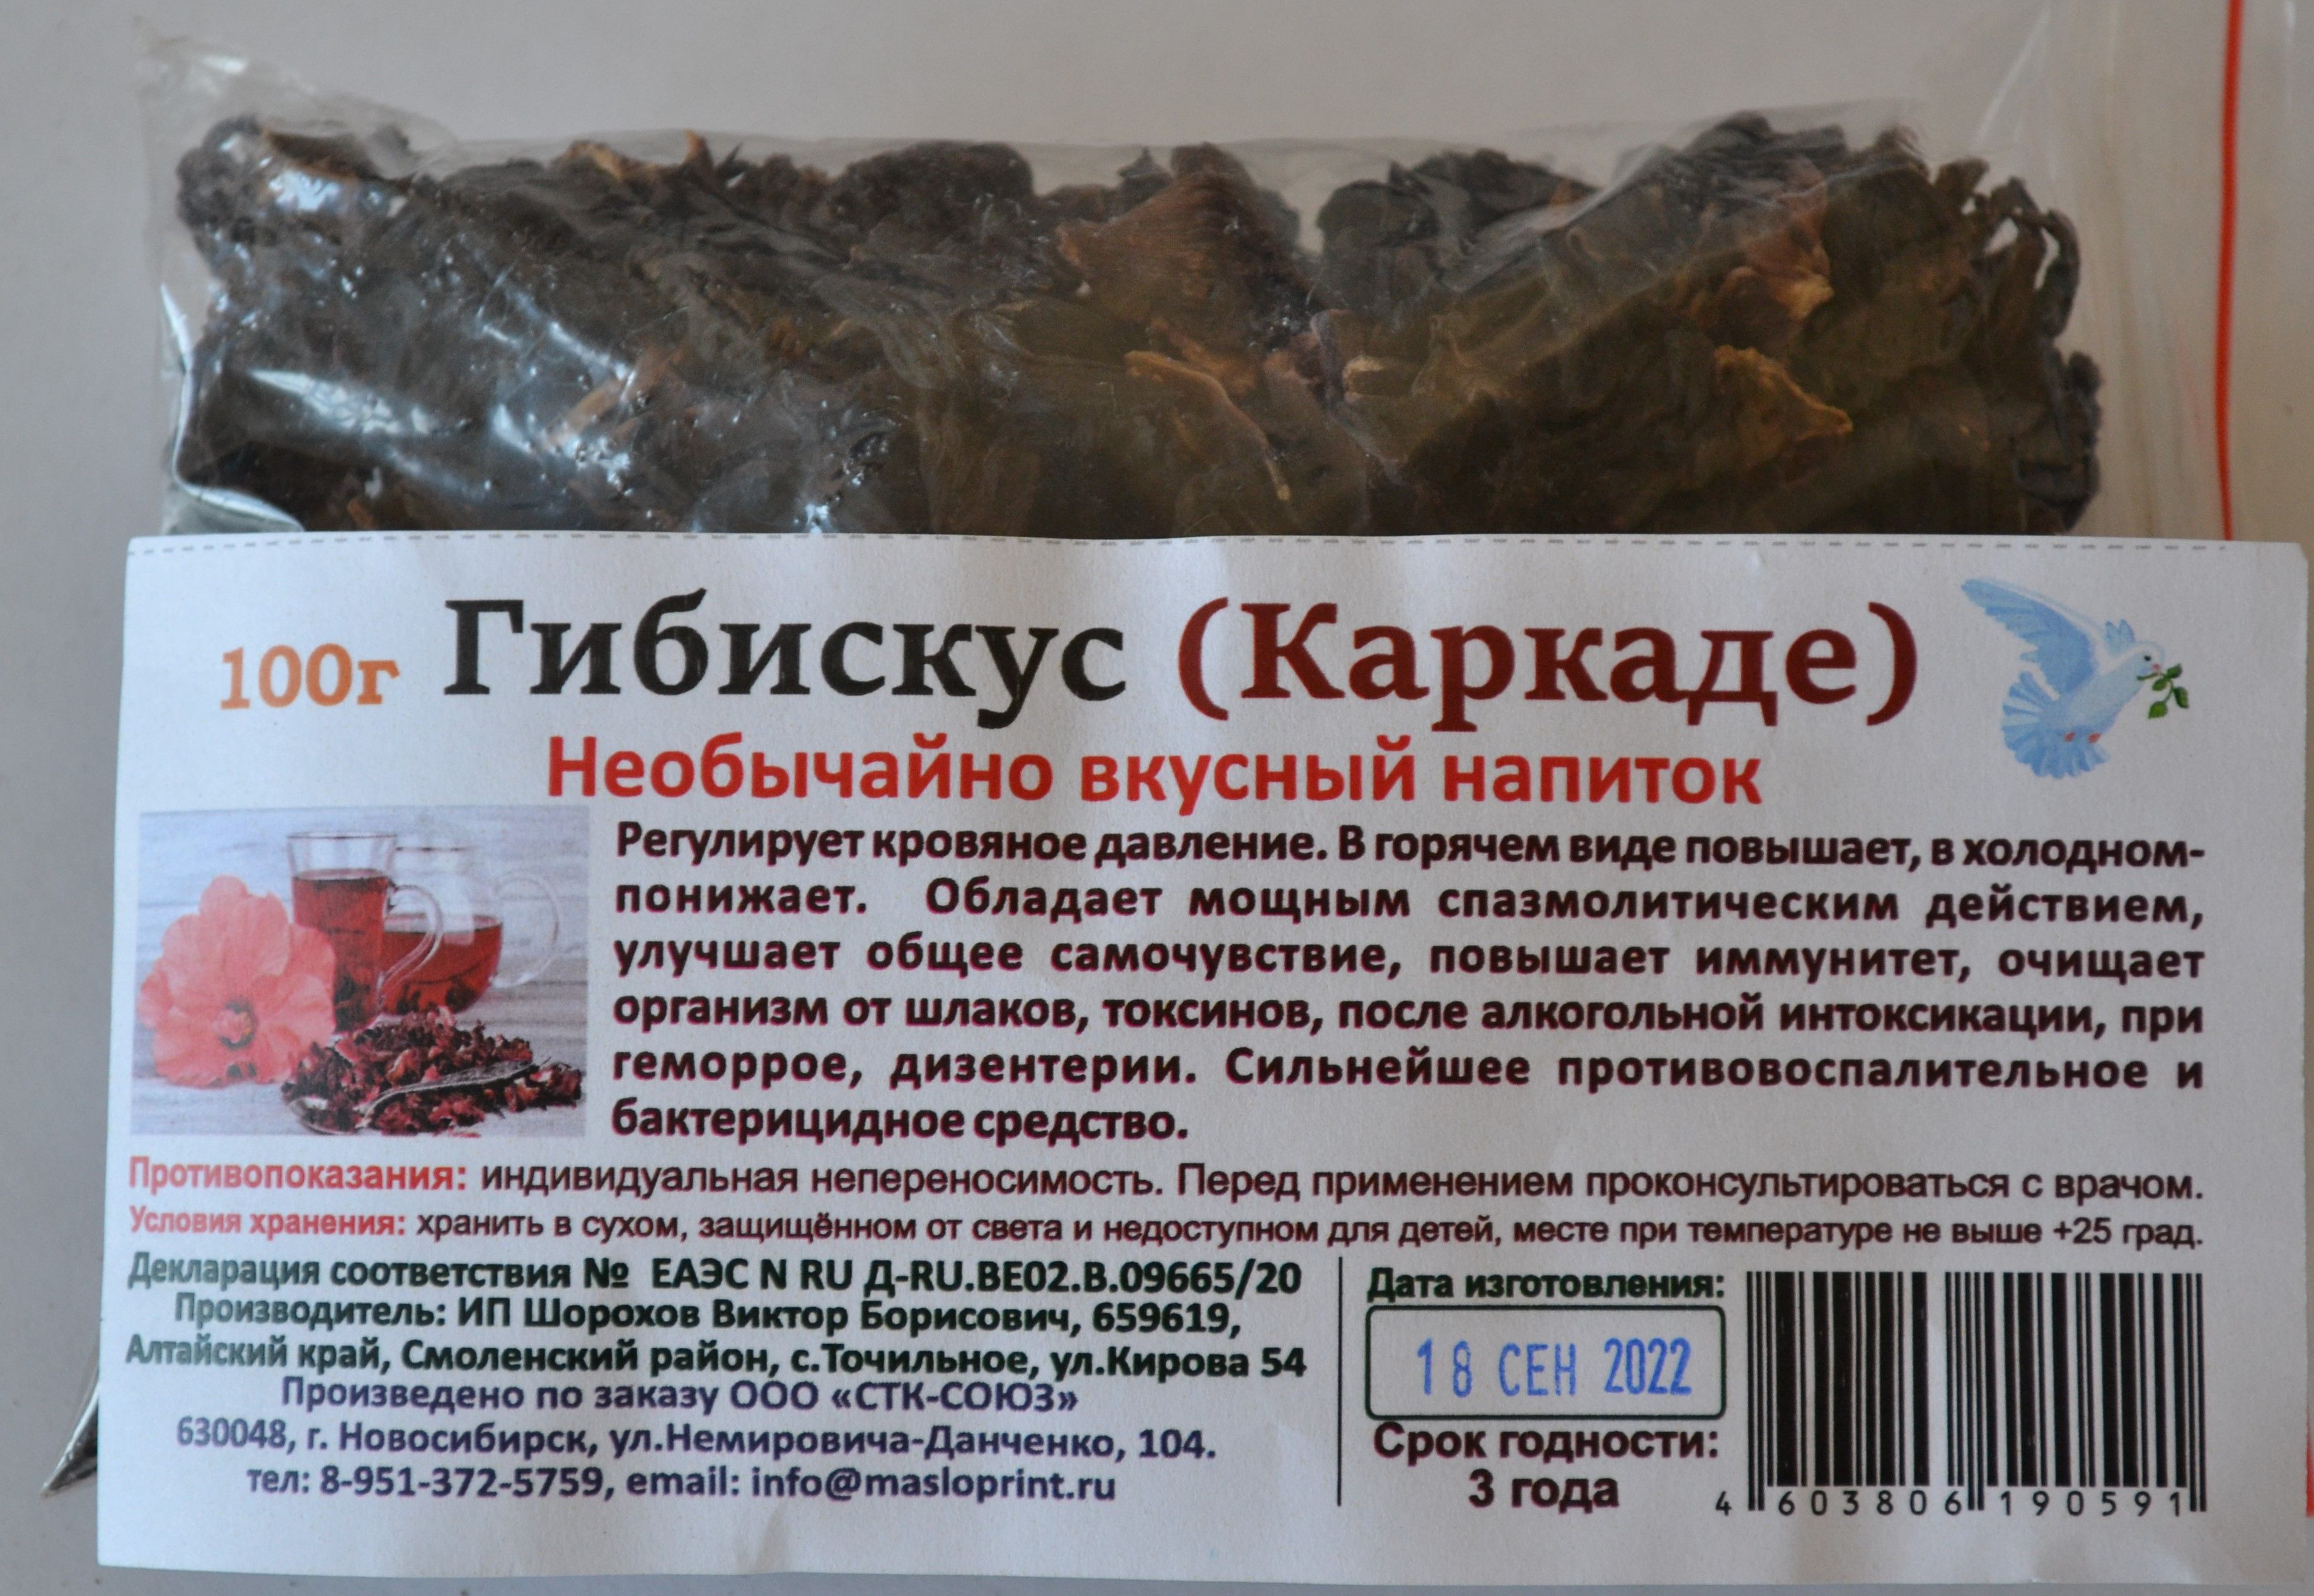 100г Гибискус (Каркаде)
Необычайно вкусный напиток
Регулирует кровяное давление. В горячем виде повышает, в холодном-
понижает. Обладает мощным спазмолитическим действием,
улучшает общее самочувствие, повышает иммунитет, очищает
организм от шлаков, токсинов, после алкогольной интоксикации, при
геморрое, дизентерии. Сильнейшее противовоспалительное и
бактерицидное средство.
Противопоказания: индивидуальная непереносимость. Перед применением проконсультироваться с врачом.
Условия хранения: хранить в сухом, защищённом от света и недоступном для детей, месте при температуре не выше +25 град.
Декларация соответствия № ЕАЭС N RU Д-RU.ВЕ02.В.09665/20
Производитель: ИП Шорохов Виктор Борисович, 659619,
Алтайский край, Смоленский район, с.Точильное, ул.Кирова 54
Произведено по заказу ООО «СТК-СОЮЗ»
630048, г. Новосибирск, ул.Немировича-Данченко, 104.
тел: 8-951-372-5759, email: info@masloprint.ru
Дата изготовления:
18 СЕН 2022
Срок годности:
3 года
4 603806 190591